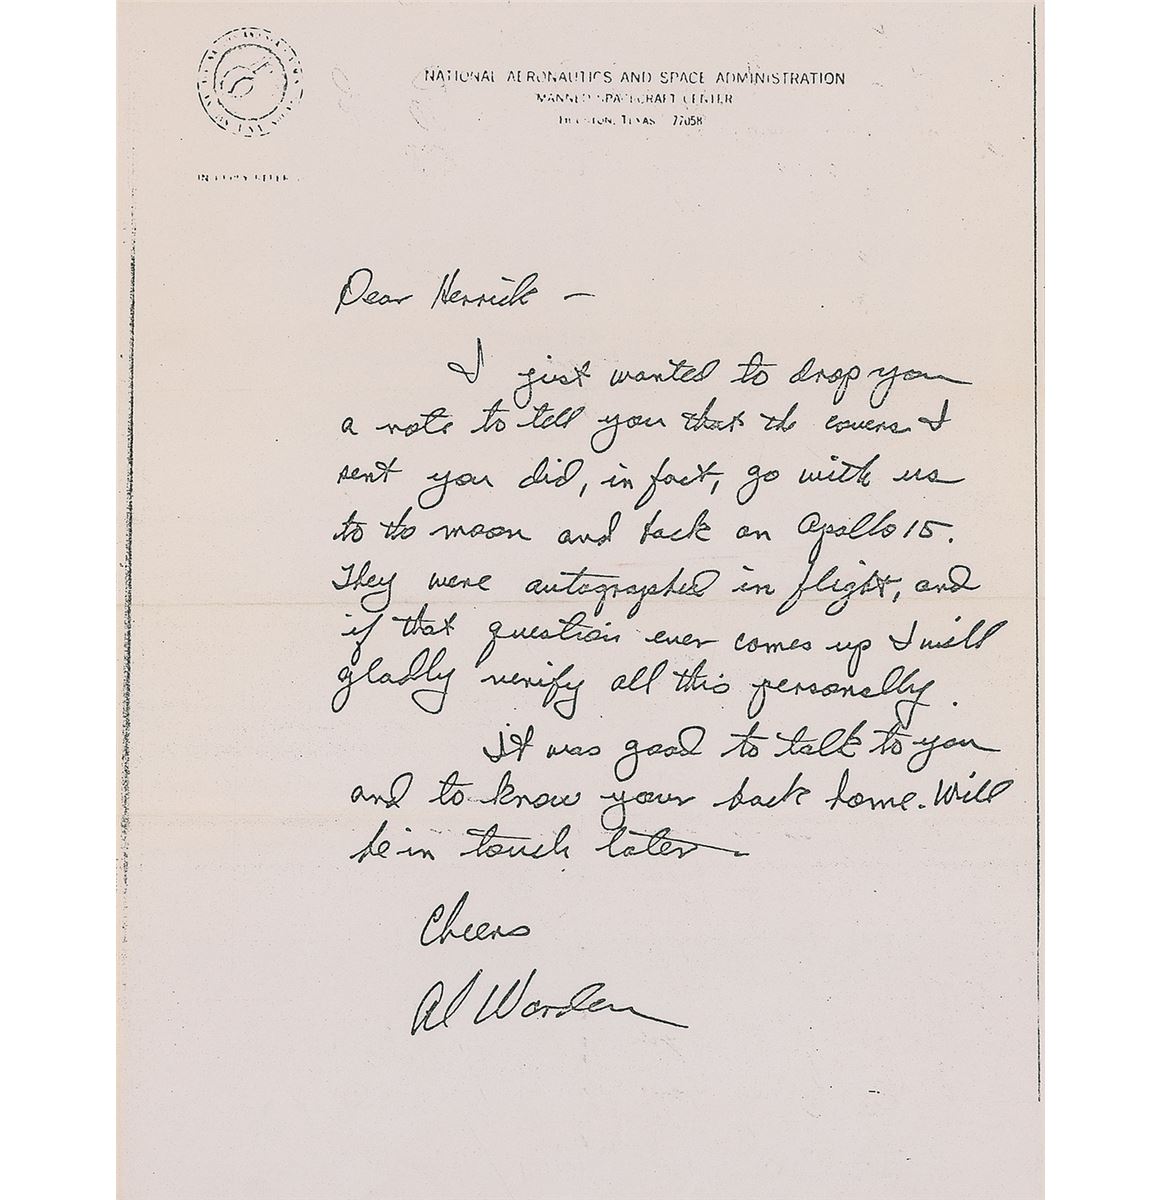 NATIONAL AERONAUTICS AND SPACE ADMINISTRATION
MANNED SPACECRAFT CENTER
HOUSTON, TEXAS 77058
IN REPLY REFER
Dear Herrick –
I just wanted to drop you
a note to tell you that the covers I
sent you did, in fact, go with us
to the moon and back on Apollo 15.
They were autographed in flight, and
if that question ever comes up I will
gladly verify all this personally.
It was good to talk to you
and to know your back home. Will
be in touch later.
Cheers
Al Worden